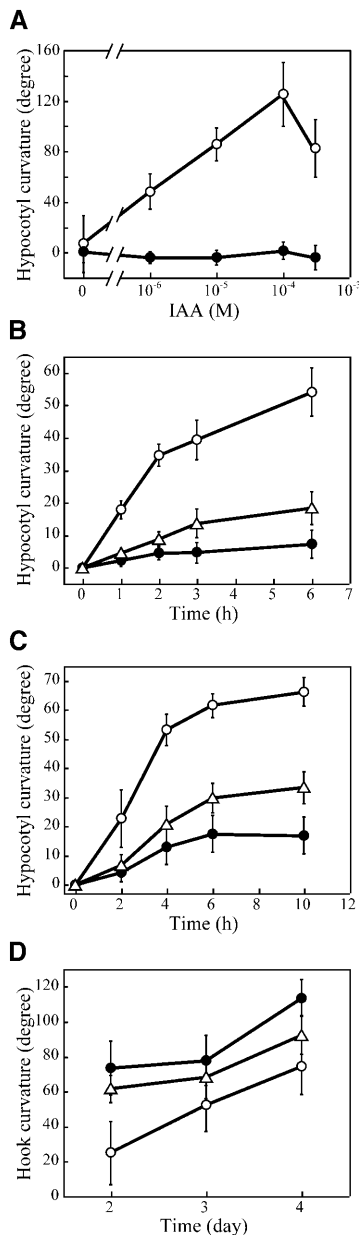 A
160
120
80
40
0
Hypocotyl curvature (degree)
0 10⁻⁶ 10⁻⁵ 10⁻⁴ 10⁻³
IAA (M)
B
60
50
40
30
20
10
0
Hypocotyl curvature (degree)
0 1 2 3 4 5 6 7
Time (h)
C
70
60
50
40
30
20
10
0
Hypocotyl curvature (degree)
0 2 4 6 8 10 12
Time (h)
D
120
100
80
60
40
20
0
Hook curvature (degree)
2 3 4
Time (day)